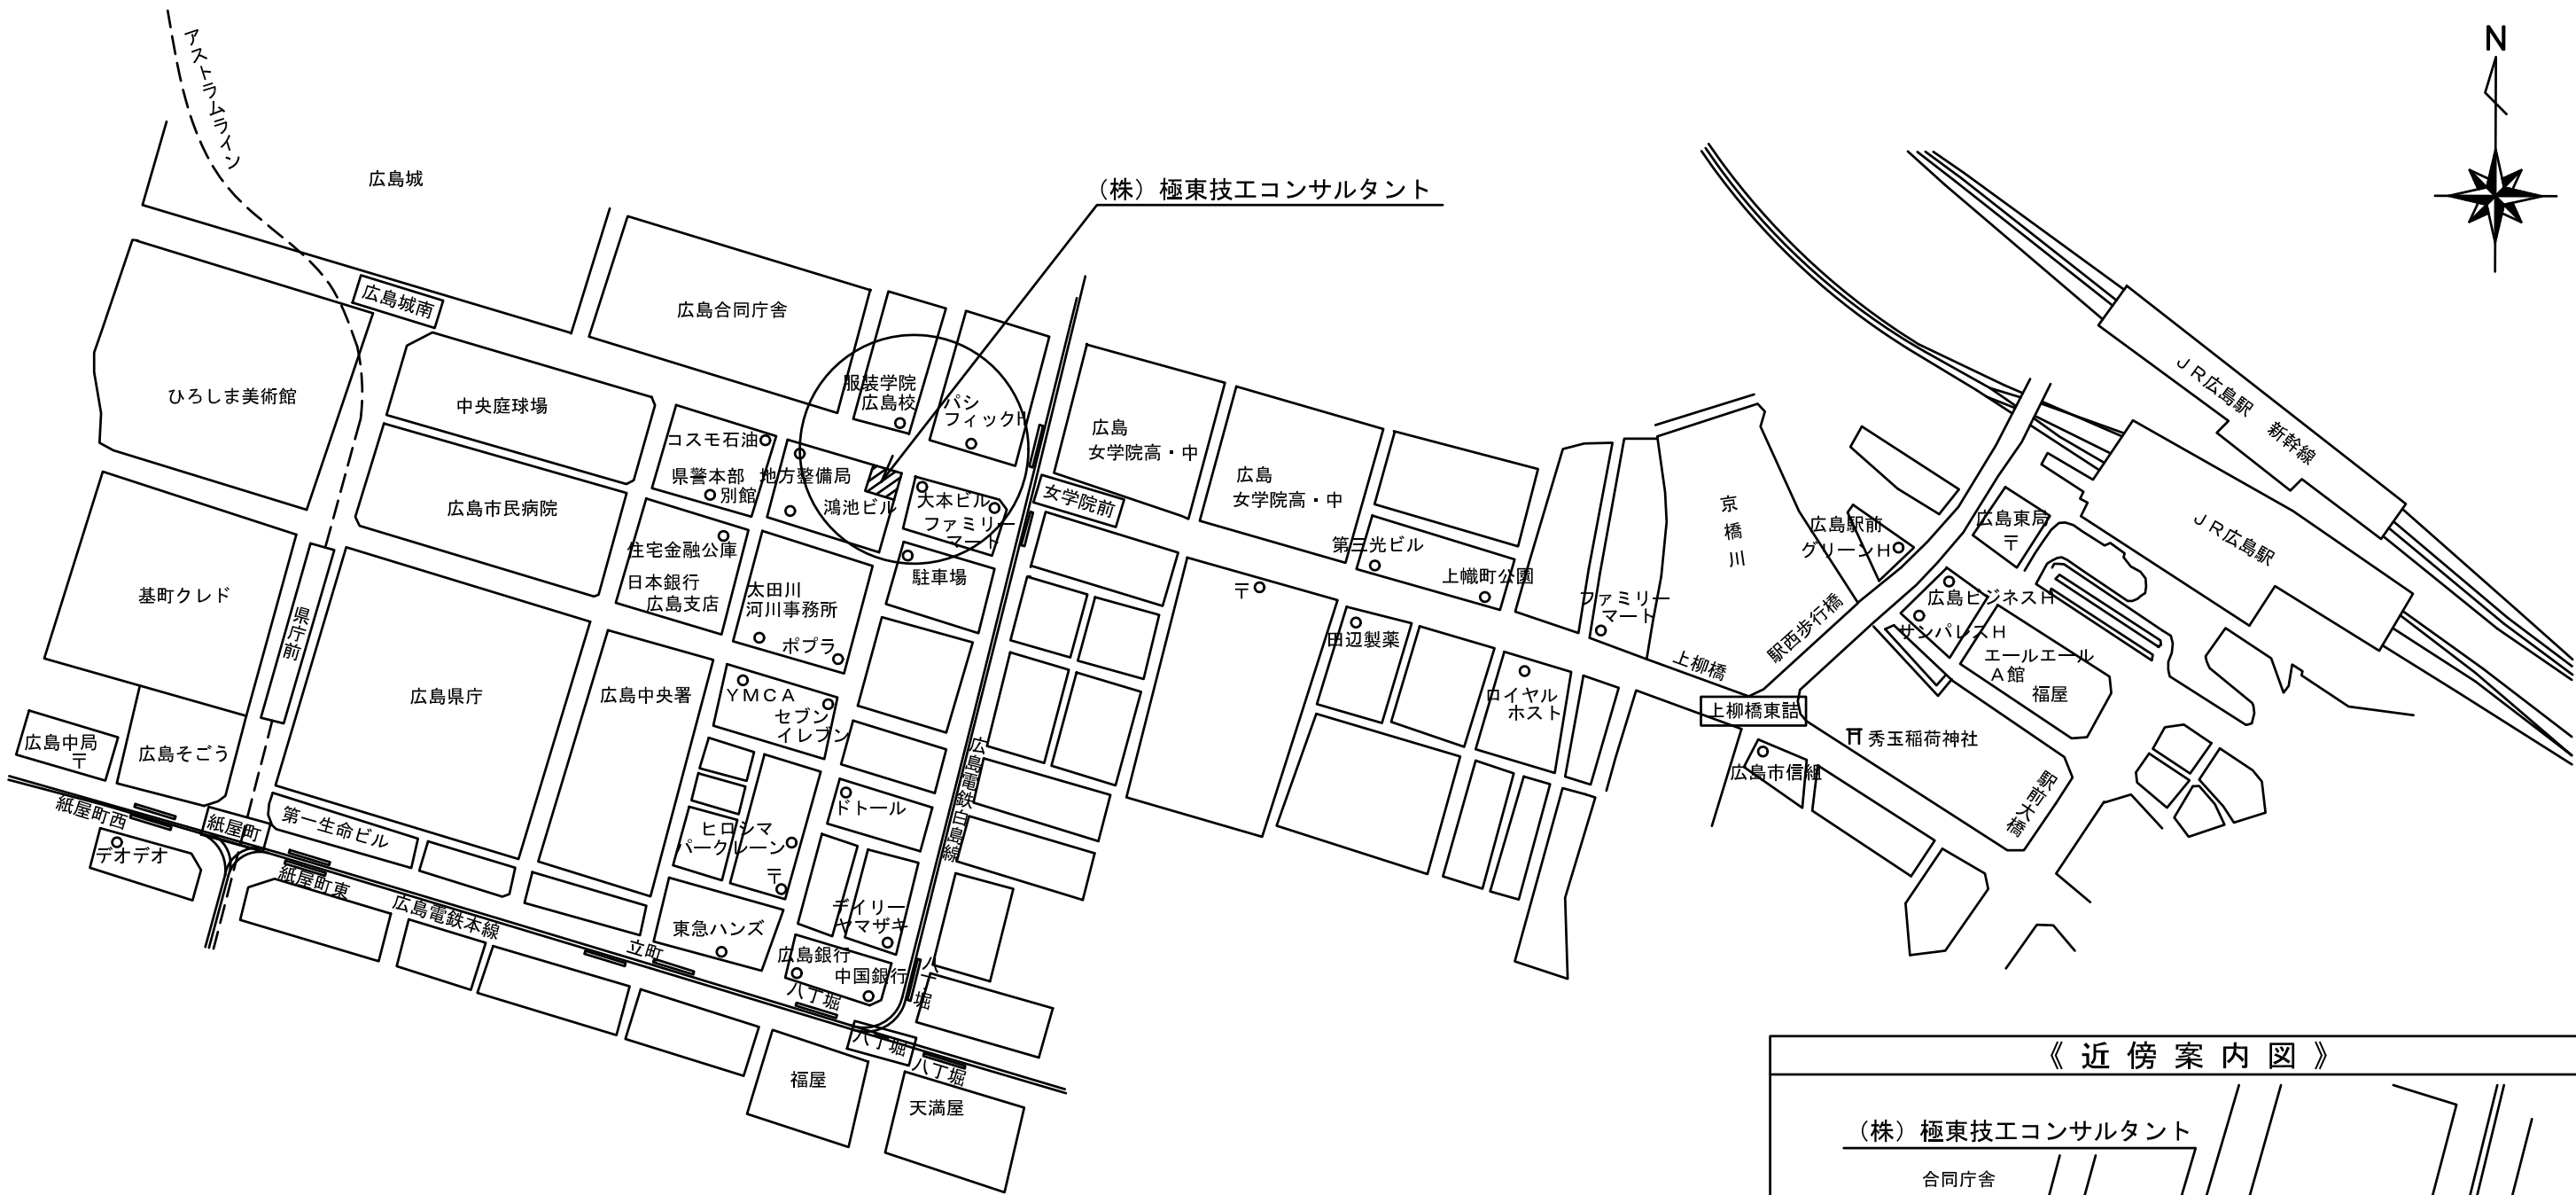 N
アストラムライン
広島城
（株）極東技工コンサルタント
広島城南
広島合同庁舎
ひろしま美術館
中央庭球場
服装学院
広島校
パシ
フィックH
コスモ石油
県警本部
別館
地方整備局
鴻池ビル
大本ビル
ファミリー
マート
女学院前
広島
女学院高・中
広島
女学院高・中
広島市民病院
住宅金融公庫
日本銀行
広島支店
太田川
河川事務所
ポプラ
駐車場
第三光ビル
上幟町公園
〒
田辺製薬
ロイヤル
ホスト
ファミリー
マート
京橋川
上柳橋
上柳橋東詰
駅西歩行橋
広島駅前
グリーンH
広島東局
〒
広島ビジネスH
サンパレスH
エールエール
A館
福屋
秀玉稲荷神社
広島市信組
駅前大橋
ＪＲ広島駅　新幹線
ＪＲ広島駅
基町クレド
県庁前
広島県庁
広島中央署
YMCA
セブン
イレブン
広島中局
〒
広島そごう
紙屋町西
紙屋町
第一生命ビル
デオデオ
紙屋町東
広島電鉄本線
ヒロシマ
パークレーン
〒
ドトール
広島電鉄白島線
東急ハンズ
立町
デイリー
ヤマザキ
広島銀行
中国銀行
八丁堀
八丁堀
八丁堀
八丁堀
福屋
天満屋
《近傍案内図》
（株）極東技工コンサルタント
合同庁舎